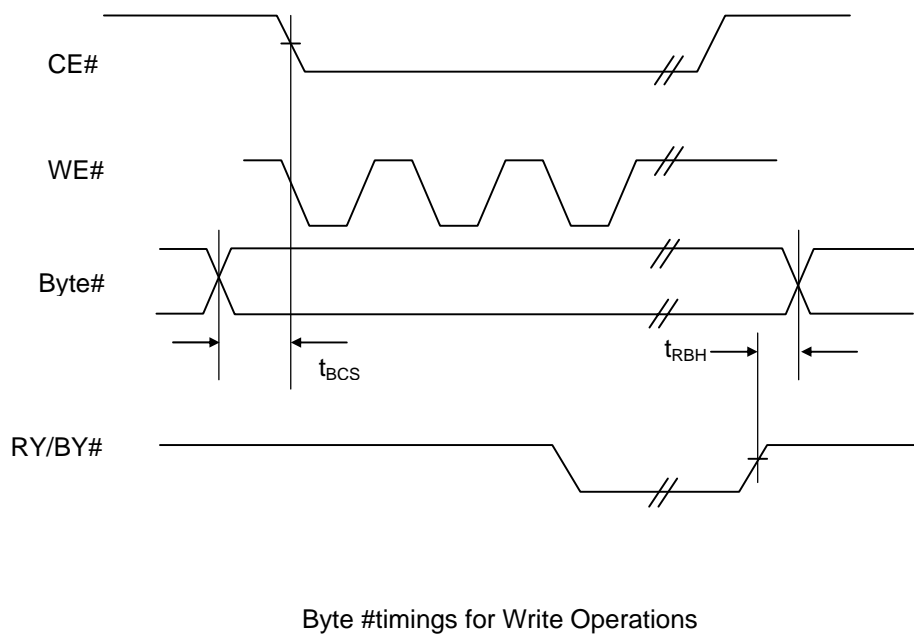 CE#
WE#
Byte#
tBCS
tRBH
RY/BY#
Byte #timings for Write Operations